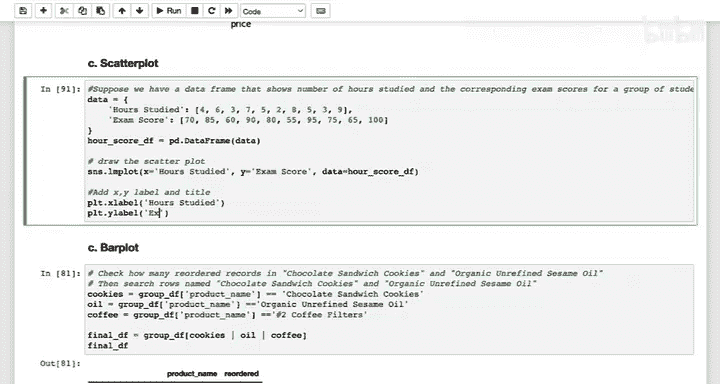 Run
Code
price
c. Scatterplot
In [91]:
#Suppose we have a data frame that shows number of hours studied and the corresponding exam scores for a group of stude
data = {
'Hours Studied': [4, 6, 3, 7, 5, 2, 8, 5, 3, 9],
'Exam Score': [70, 85, 60, 90, 80, 55, 95, 75, 65, 100]
}
hour_score_df = pd.DataFrame(data)
# draw the scatter plot
sns.lmplot(x='Hours Studied', y='Exam Score', data=hour_score_df)
#Add x,y label and title
plt.xlabel('Hours Studied')
plt.ylabel('Ex')
c. Barplot
In [81]:
# Check how many reordered records in "Chocolate Sandwich Cookies" and "Organic Unrefined Sesame Oil"
# Then search rows named "Chocolate Sandwich Cookies" and "Organic Unrefined Sesame Oil"
cookies = group_df['product_name'] == 'Chocolate Sandwich Cookies'
oil = group_df['product_name'] =='Organic Unrefined Sesame Oil'
coffee = group_df['product_name'] =='#2 Coffee Filters'
final_df = group_df[cookies | oil | coffee]
final_df
Out[81]:
product_name reordered